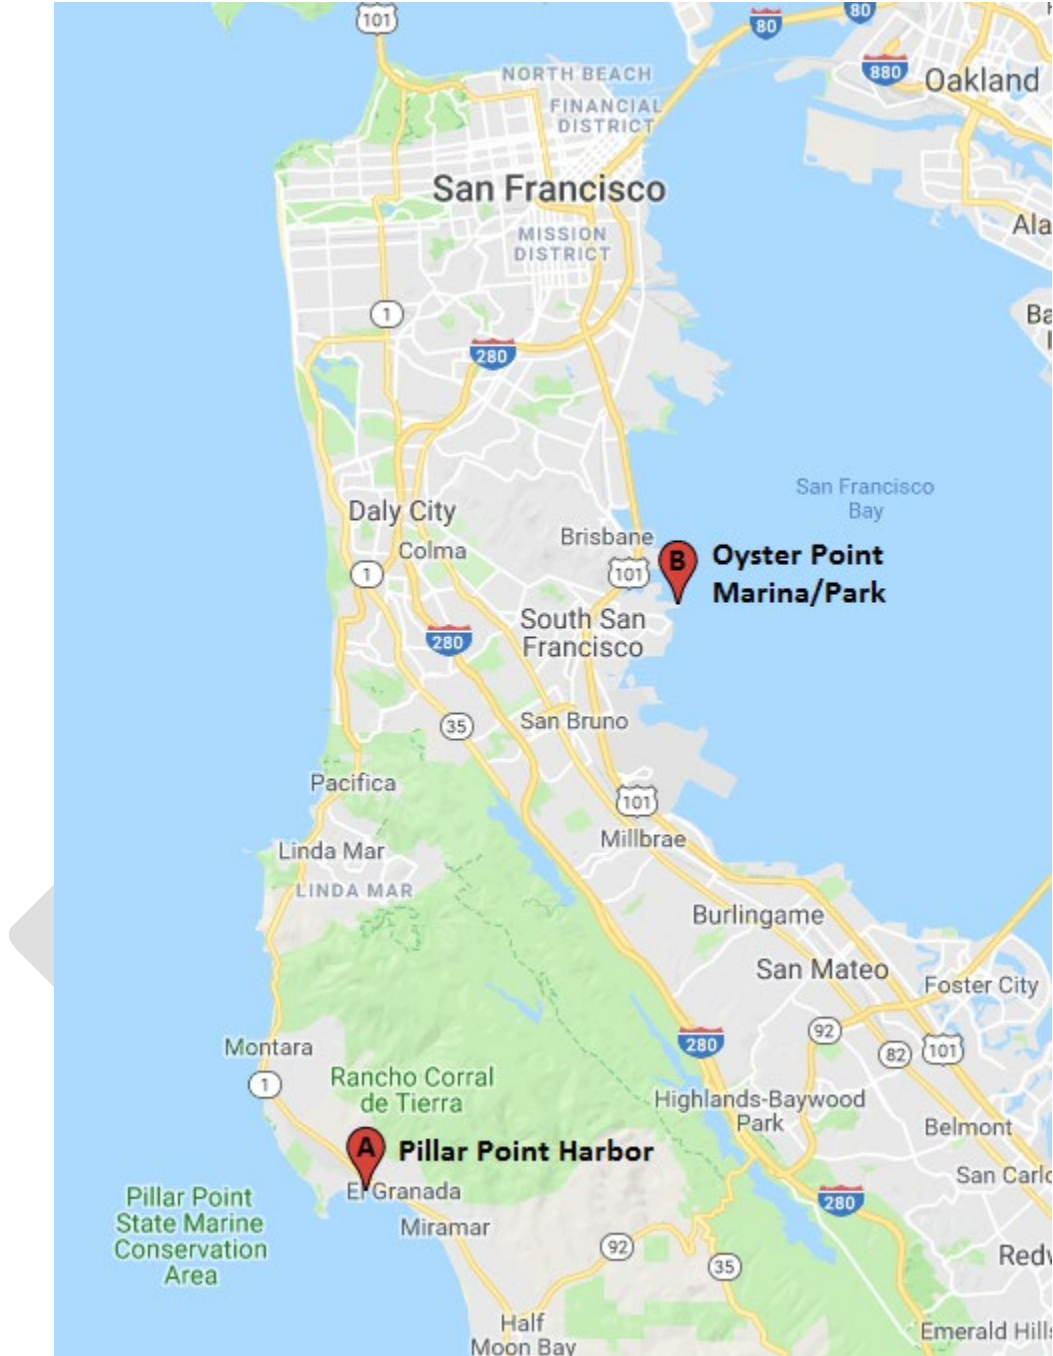 101
80
80
880
Oakland
NORTH BEACH
FINANCIAL
DISTRICT
San Francisco
Ala
MISSION
DISTRICT
1
Ba
280
San Francisco
Bay
Daly City
Colma
Brisbane
1
101
B
Oyster Point
Marina/Park
South San
Francisco
280
35
San Bruno
Pacifica
101
Millbrae
Linda Mar
LINDA MAR
Burlingame
San Mateo
Foster City
92
82
101
280
Montara
1
Rancho Corral
de Tierra
Highlands-Baywood
Park
Belmont
A
Pillar Point Harbor
San Carlo
El Granada
Pillar Point
State Marine
Conservation
Area
Miramar
280
92
35
Redw
Half
Moon Bay
Emerald Hills